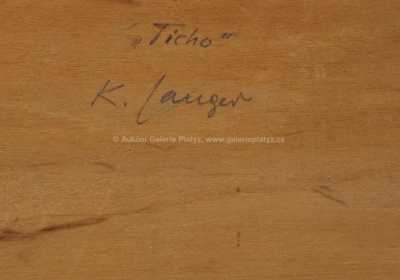 „Ticho"
K. Langer
© Aukční Galerie Platýz, www.galerieplatyz.cz